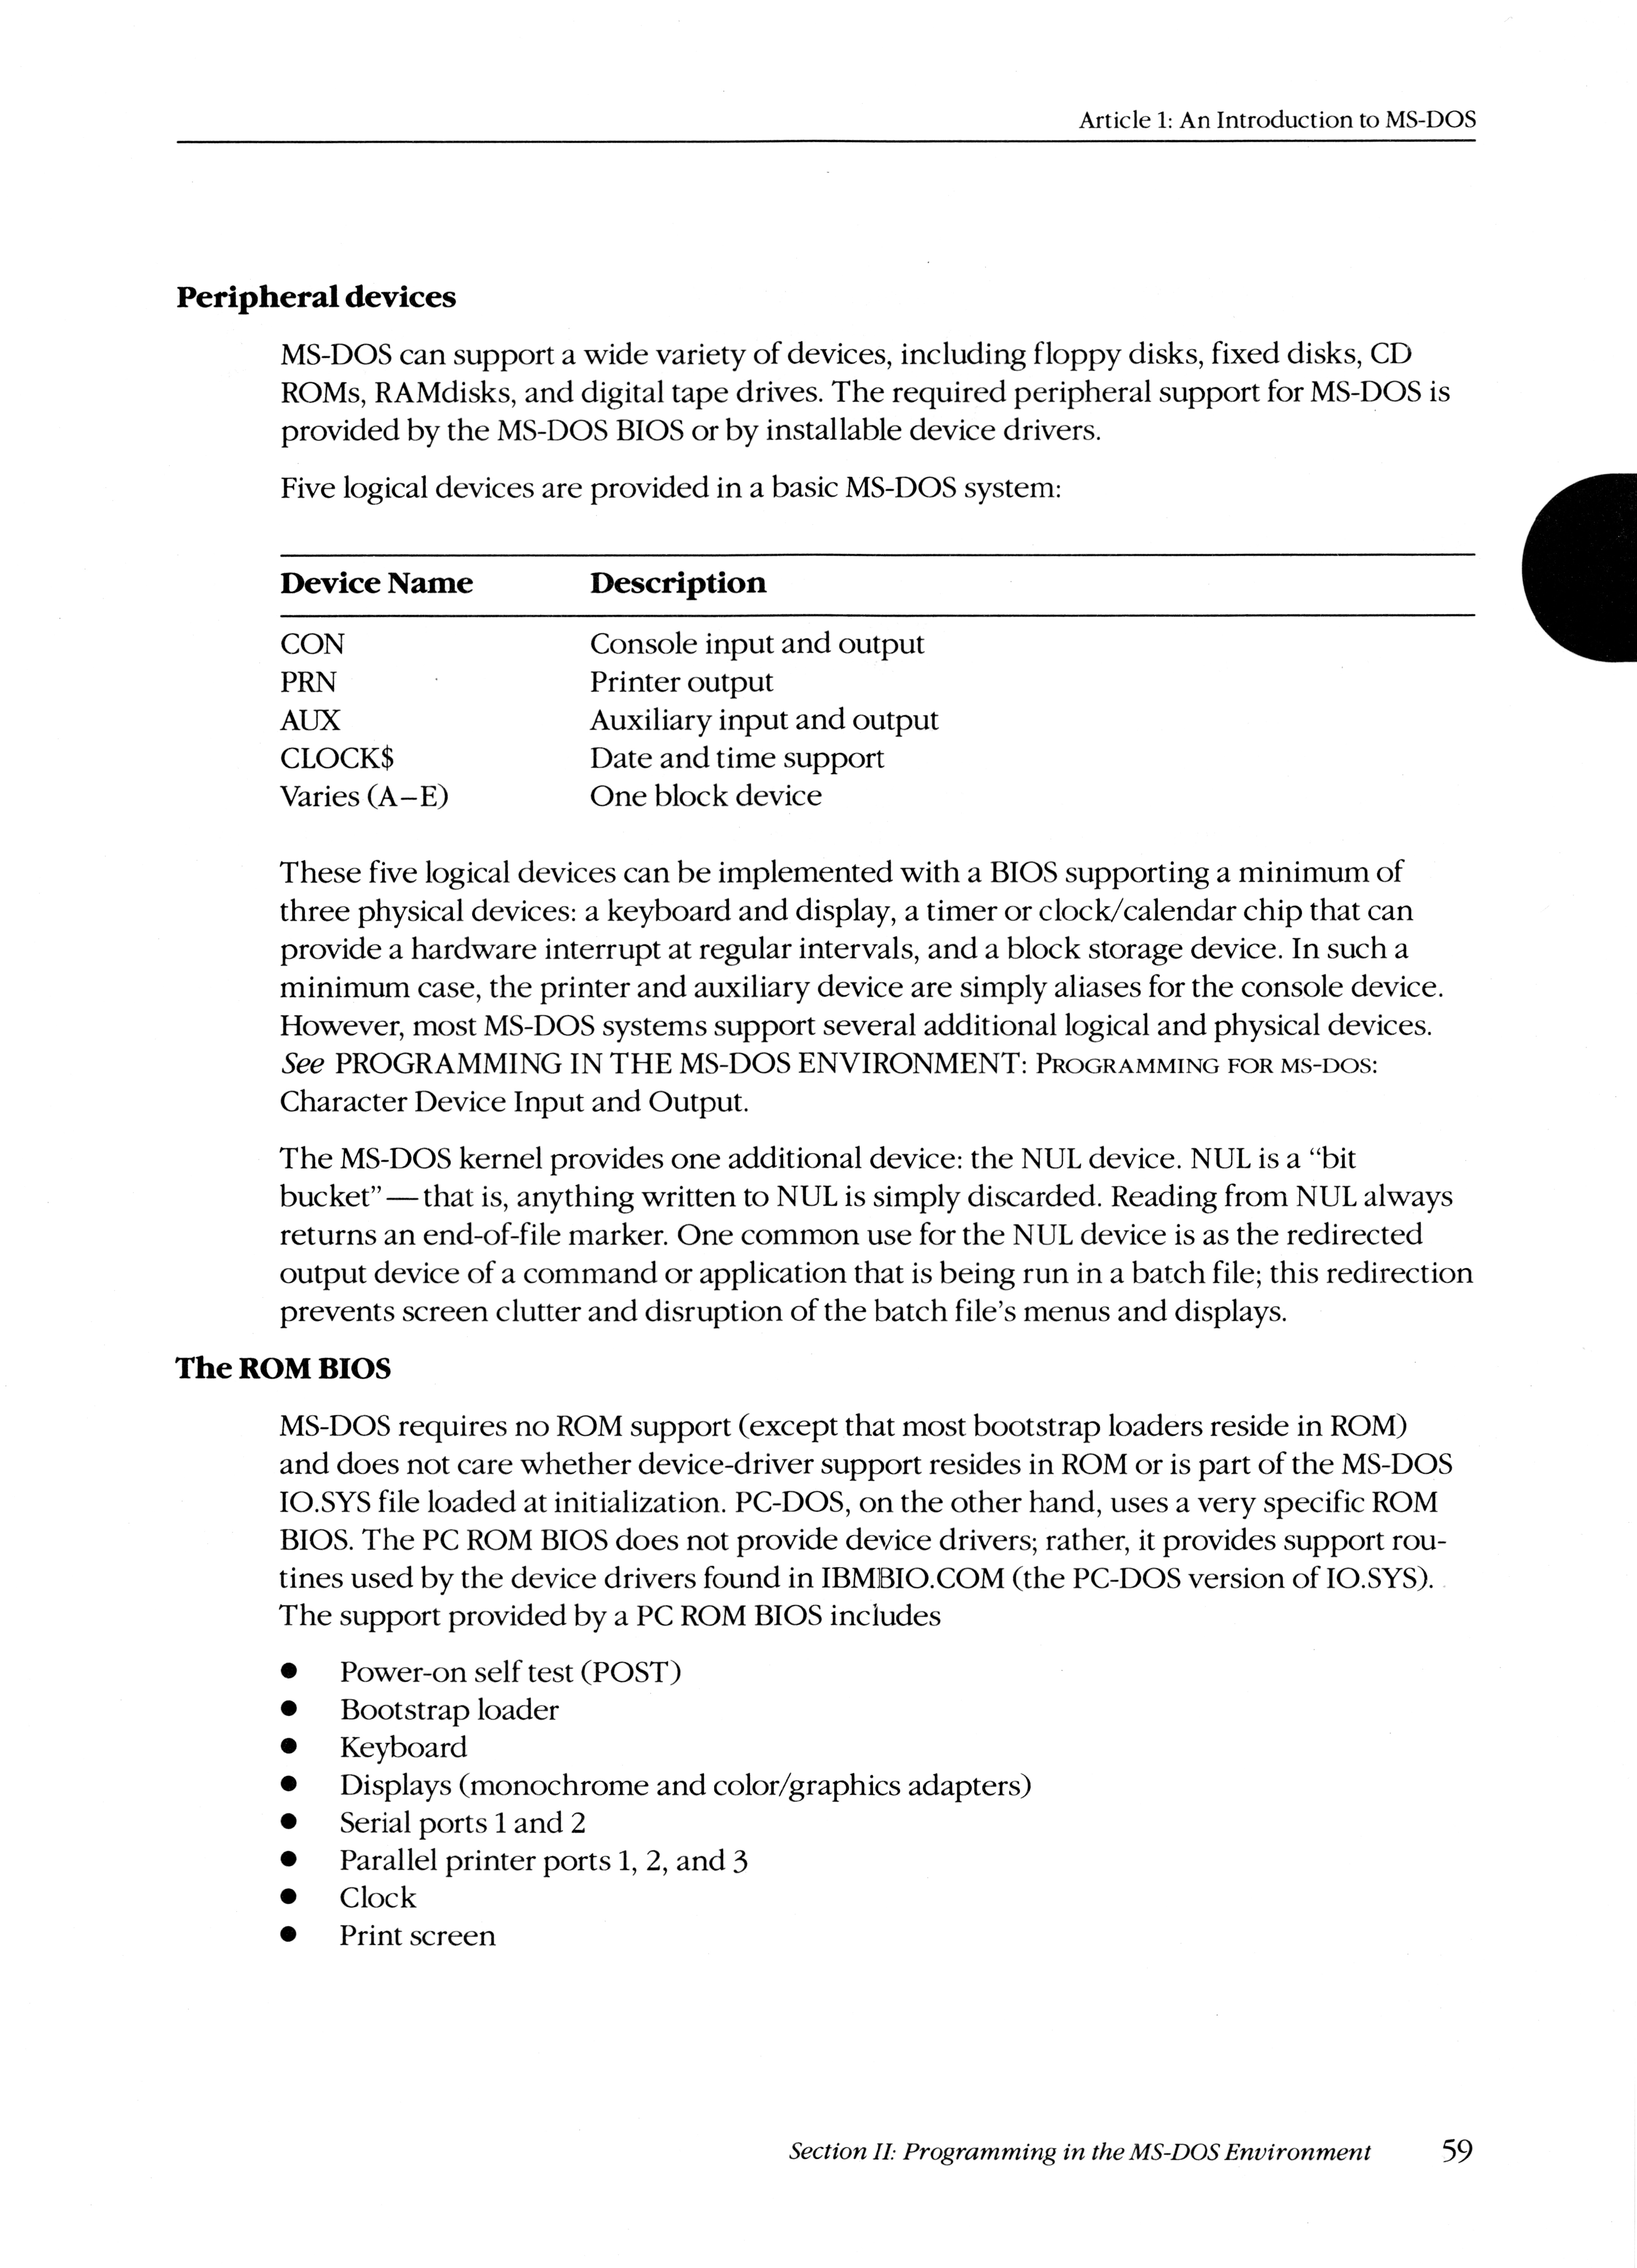 Article 1: An Introduction to MS-DOS
Peripheral devices
MS-DOS can support a wide variety of devices, including floppy disks, fixed disks, CD
ROMs, RAMdisks, and digital tape drives. The required peripheral support for MS-DOS is
provided by the MS-DOS BIOS or by installable device drivers.
Five logical devices are provided in a basic MS-DOS system:
Device Name Description
CON Console input and output
PRN Printer output
AUX Auxiliary input and output
CLOCK$ Date and time support
Varies (A–E) One block device
These five logical devices can be implemented with a BIOS supporting a minimum of
three physical devices: a keyboard and display, a timer or clock/calendar chip that can
provide a hardware interrupt at regular intervals, and a block storage device. In such a
minimum case, the printer and auxiliary device are simply aliases for the console device.
However, most MS-DOS systems support several additional logical and physical devices.
See PROGRAMMING IN THE MS-DOS ENVIRONMENT: PROGRAMMING FOR MS-DOS:
Character Device Input and Output.
The MS-DOS kernel provides one additional device: the NUL device. NUL is a “bit
bucket” — that is, anything written to NUL is simply discarded. Reading from NUL always
returns an end-of-file marker. One common use for the NUL device is as the redirected
output device of a command or application that is being run in a batch file; this redirection
prevents screen clutter and disruption of the batch file’s menus and displays.
The ROM BIOS
MS-DOS requires no ROM support (except that most bootstrap loaders reside in ROM)
and does not care whether device-driver support resides in ROM or is part of the MS-DOS
IO.SYS file loaded at initialization. PC-DOS, on the other hand, uses a very specific ROM
BIOS. The PC ROM BIOS does not provide device drivers; rather, it provides support rou-
tines used by the device drivers found in IBMBIO.COM (the PC-DOS version of IO.SYS).
The support provided by a PC ROM BIOS includes
● Power-on self test (POST)
● Bootstrap loader
● Keyboard
● Displays (monochrome and color/graphics adapters)
● Serial ports 1 and 2
● Parallel printer ports 1, 2, and 3
● Clock
● Print screen
Section II: Programming in the MS-DOS Environment 59